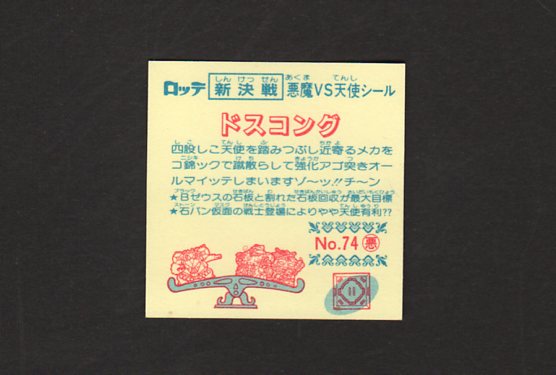 ロッテ 新決戦 悪魔VS天使シール
ドスコング
四股しこ天使を踏みつぶし近寄るメカを
ゴ錦ックで蹴散らして強化アゴ突きオー
ルマイッテしまいますゾ〜ッ!!チ〜ン
★Bゼウスの石板と割れた石板回収が最大目標
★石バン仮面の戦士登場によりやや天使有利??
No.74 悪
II